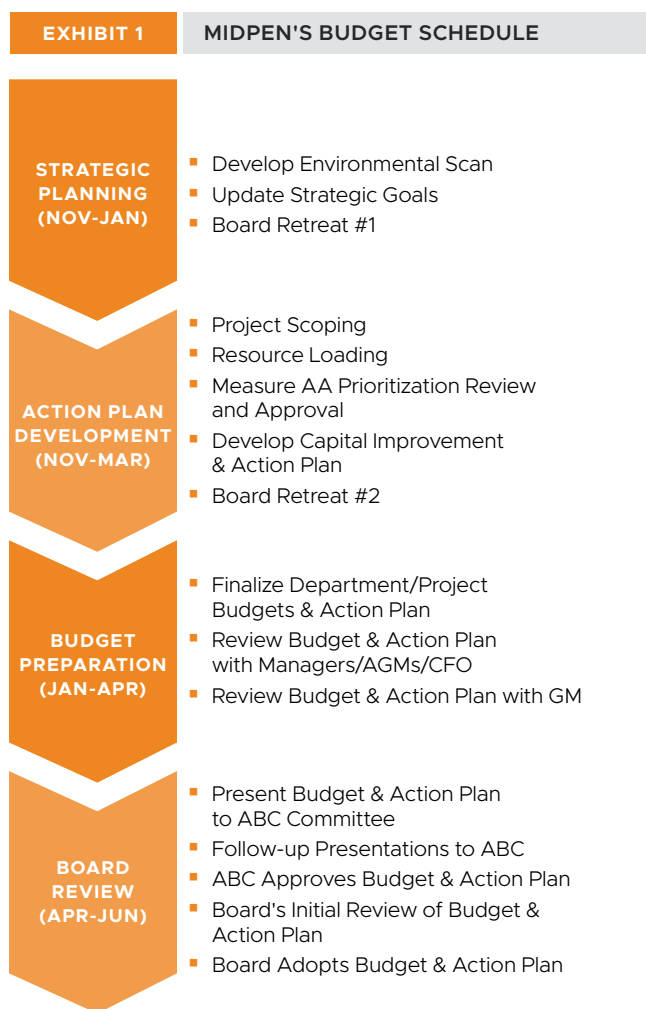 EXHIBIT 1
MIDPEN'S BUDGET SCHEDULE
STRATEGIC
PLANNING
(NOV-JAN)
▪ Develop Environmental Scan
▪ Update Strategic Goals
▪ Board Retreat #1
ACTION PLAN
DEVELOPMENT
(NOV-MAR)
▪ Project Scoping
▪ Resource Loading
▪ Measure AA Prioritization Review
and Approval
▪ Develop Capital Improvement
& Action Plan
▪ Board Retreat #2
BUDGET
PREPARATION
(JAN-APR)
▪ Finalize Department/Project
Budgets & Action Plan
▪ Review Budget & Action Plan
with Managers/AGMs/CFO
▪ Review Budget & Action Plan with GM
BOARD
REVIEW
(APR-JUN)
▪ Present Budget & Action Plan
to ABC Committee
▪ Follow-up Presentations to ABC
▪ ABC Approves Budget & Action Plan
▪ Board's Initial Review of Budget &
Action Plan
▪ Board Adopts Budget & Action Plan